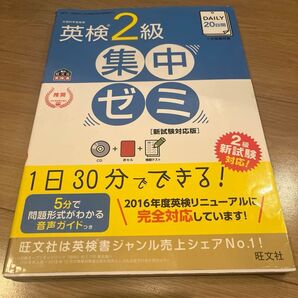 DAILY
20日間
英検2級
集中
ゼミ
[新試験対応版]
推奨
CD
+
赤セル
+
模擬テスト
2級
新試験
対応!
1日30分でできる!
5分で
問題形式がわかる
音声ガイドつき
2016年度英検リニューアルに
完全対応しています!
旺文社
旺文社は英検書ジャンル売上シェアNo.1!